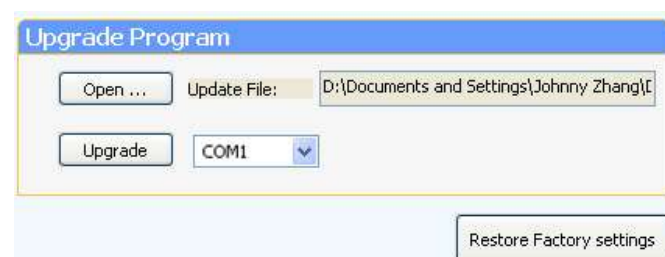 Upgrade Program
Open ... Update File: D:\Documents and Settings\Johnny Zhang\D
Upgrade COM1
Restore Factory settings